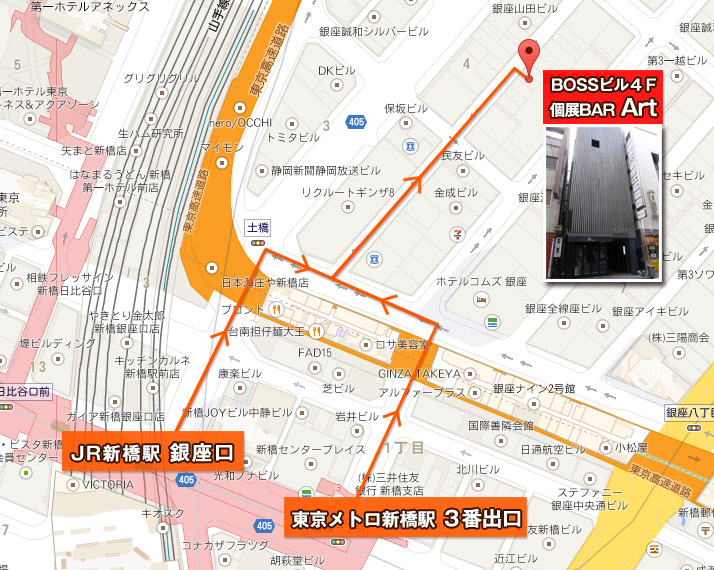 第一ホテルアネックス
山手線
東京高速道路
銀座山田ビル
銀座誠和シルバービル
第3一越ビル
5
4
DKビル
グリグリグリル
第一ホテル東京
ネス&アクアゾーン
BOSSビル4F
個展BAR Art
3
nero/OCCHI
405
保坂ビル
生ハム研究所
トミタビル
マイモン
矢まと新橋店
民友ビル
はなまるうどん 新橋
第一ホテル前店
静岡新聞静岡放送ビル
リクルートギンザ8
金成ビル
東京高速道路
土橋
日本海庄や新橋店
ホテルコムズ 銀座
相鉄フレッサイン
新橋日比谷口
3
やきとり金太郎
新橋銀座口店
プロント
台南担仔麺大王
ロサ美容室
銀座全線座ビル
銀座アイキビル
(株)三陽商会
堤ビルディング
13
キッチンカルネ
新橋駅前店
FAD15
GINZA TAKEYA
康楽ビル
芝ビル
アルファープラス
銀座ナイン2号館
日比谷口前
ガイア新橋銀座口店
新橋JOYビル中静ビル
岩井ビル
国際善隣会館
銀座八丁目
JR新橋駅 銀座口
新橋センタープレイス
1丁目
日通航空ビル
小松屋
ス・ビスタ新橋
会員センター
光和ブナビル
(株)三井住友
銀行 新橋支店
北川ビル
東京高速道路
VICTORIA
405
ステファニー
銀座中央通ビル
キオスク
405
東京メトロ新橋駅 3番出口
友新ビル
コナカザフラッグ
胡萩堂ビル
近江ビル